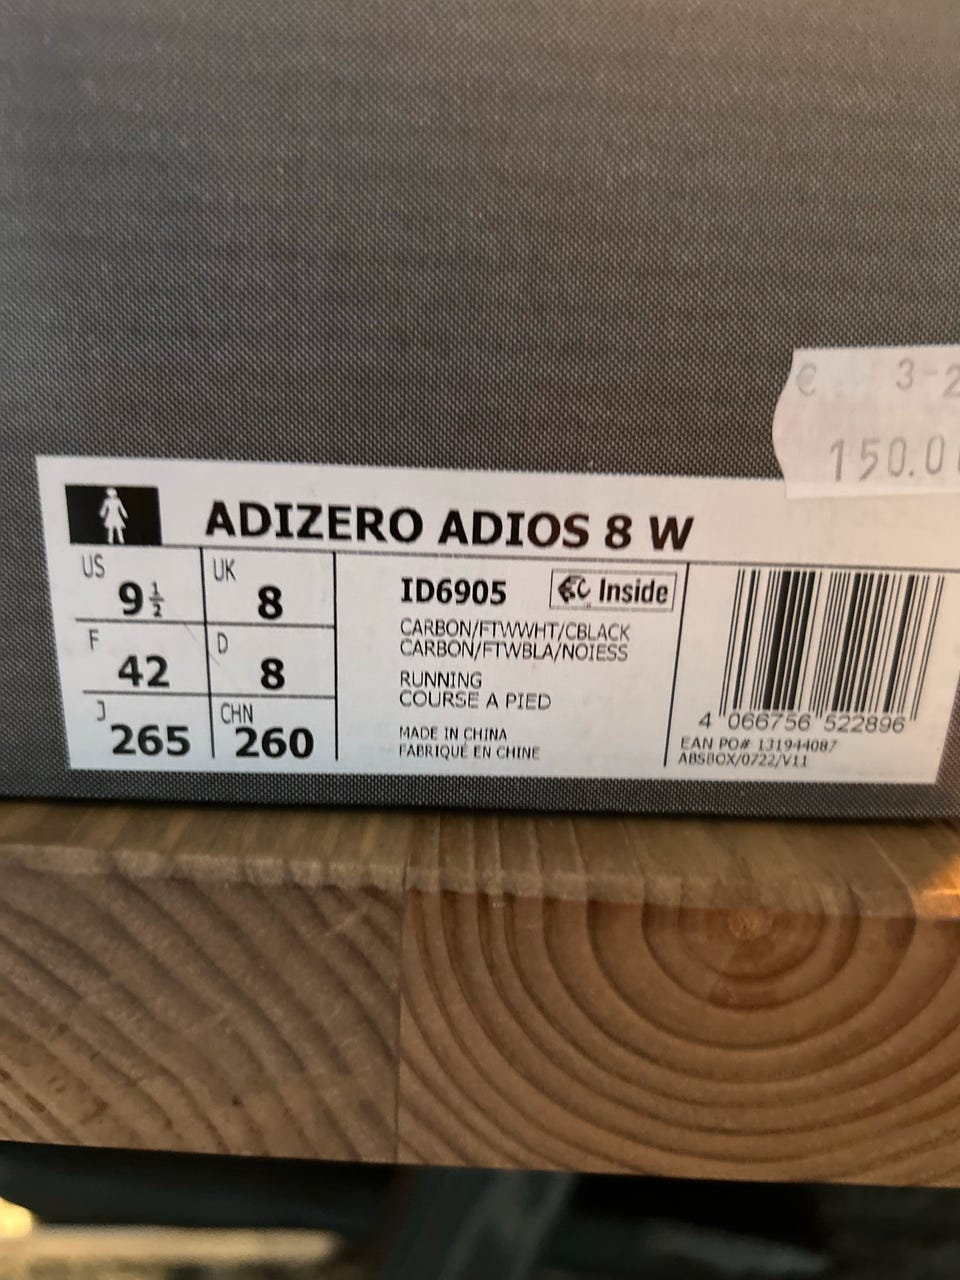 € 3-2
150.0
ADIZERO ADIOS 8 W
US 9½ UK 8
F 42 D 8
J 265 CHN 260
ID6905 Inside
CARBON/FTWWHT/CBLACK
CARBON/FTWBLA/NOIESS
RUNNING
COURSE A PIED
MADE IN CHINA
FABRIQUÉ EN CHINE
4 066756 522896
EAN PO# 131944087
ABSBOX/0722/V11